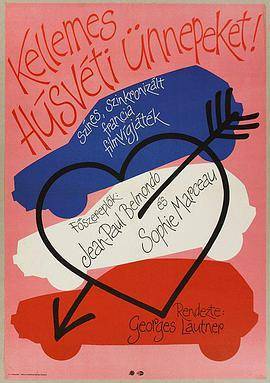 Kellemes
Húsvéti ünnepeket!
színes, szinkronizált
francia
filmvígjáték
Főszereplők:
Jean-Paul Belmondo
és
Sophie Marceau
Rendezte:
Georges Lautner